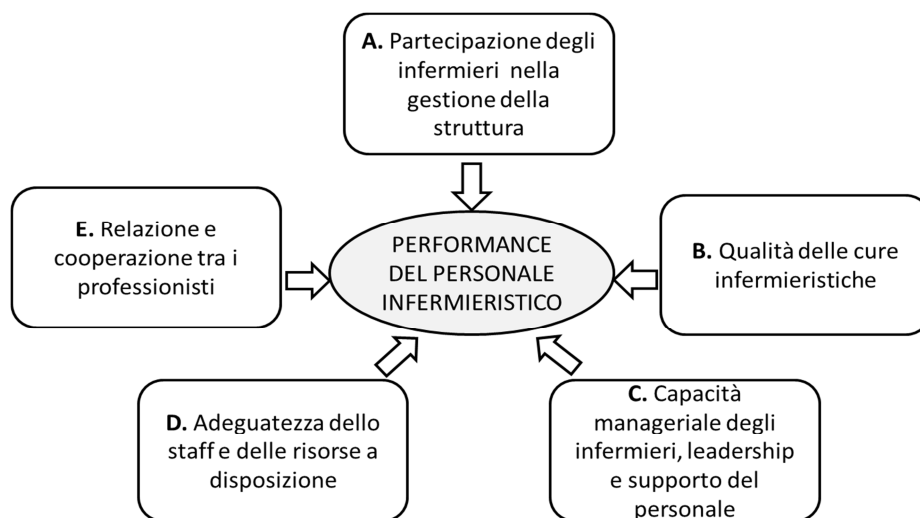 A. Partecipazione degli
infermieri nella
gestione della
struttura
E. Relazione e
cooperazione tra i
professionisti
PERFORMANCE
DEL PERSONALE
INFERMIERISTICO
B. Qualità delle cure
infermieristiche
D. Adeguatezza dello
staff e delle risorse a
disposizione
C. Capacità
manageriale degli
infermieri, leadership
e supporto del
personale